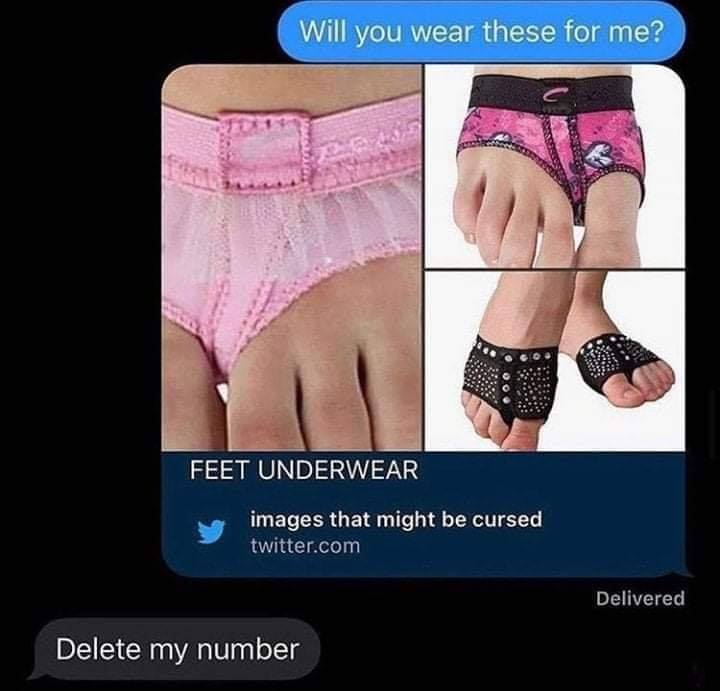 Will you wear these for me?
FEET UNDERWEAR
images that might be cursed
twitter.com
Delivered
Delete my number